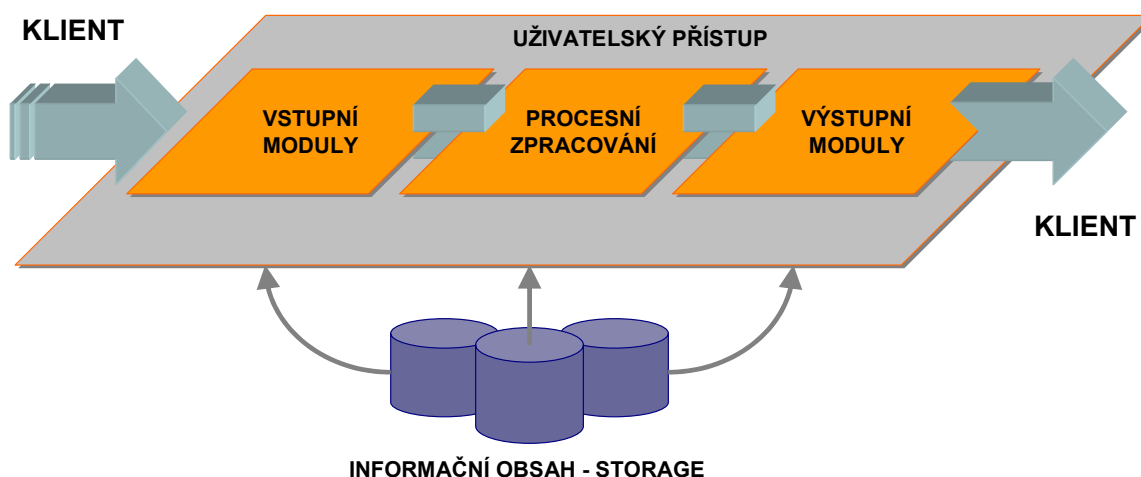 KLIENT
UŽIVATELSKÝ PŘÍSTUP
VSTUPNÍ
MODULY
PROCESNÍ
ZPRACOVÁNÍ
VÝSTUPNÍ
MODULY
KLIENT
INFORMAČNÍ OBSAH - STORAGE